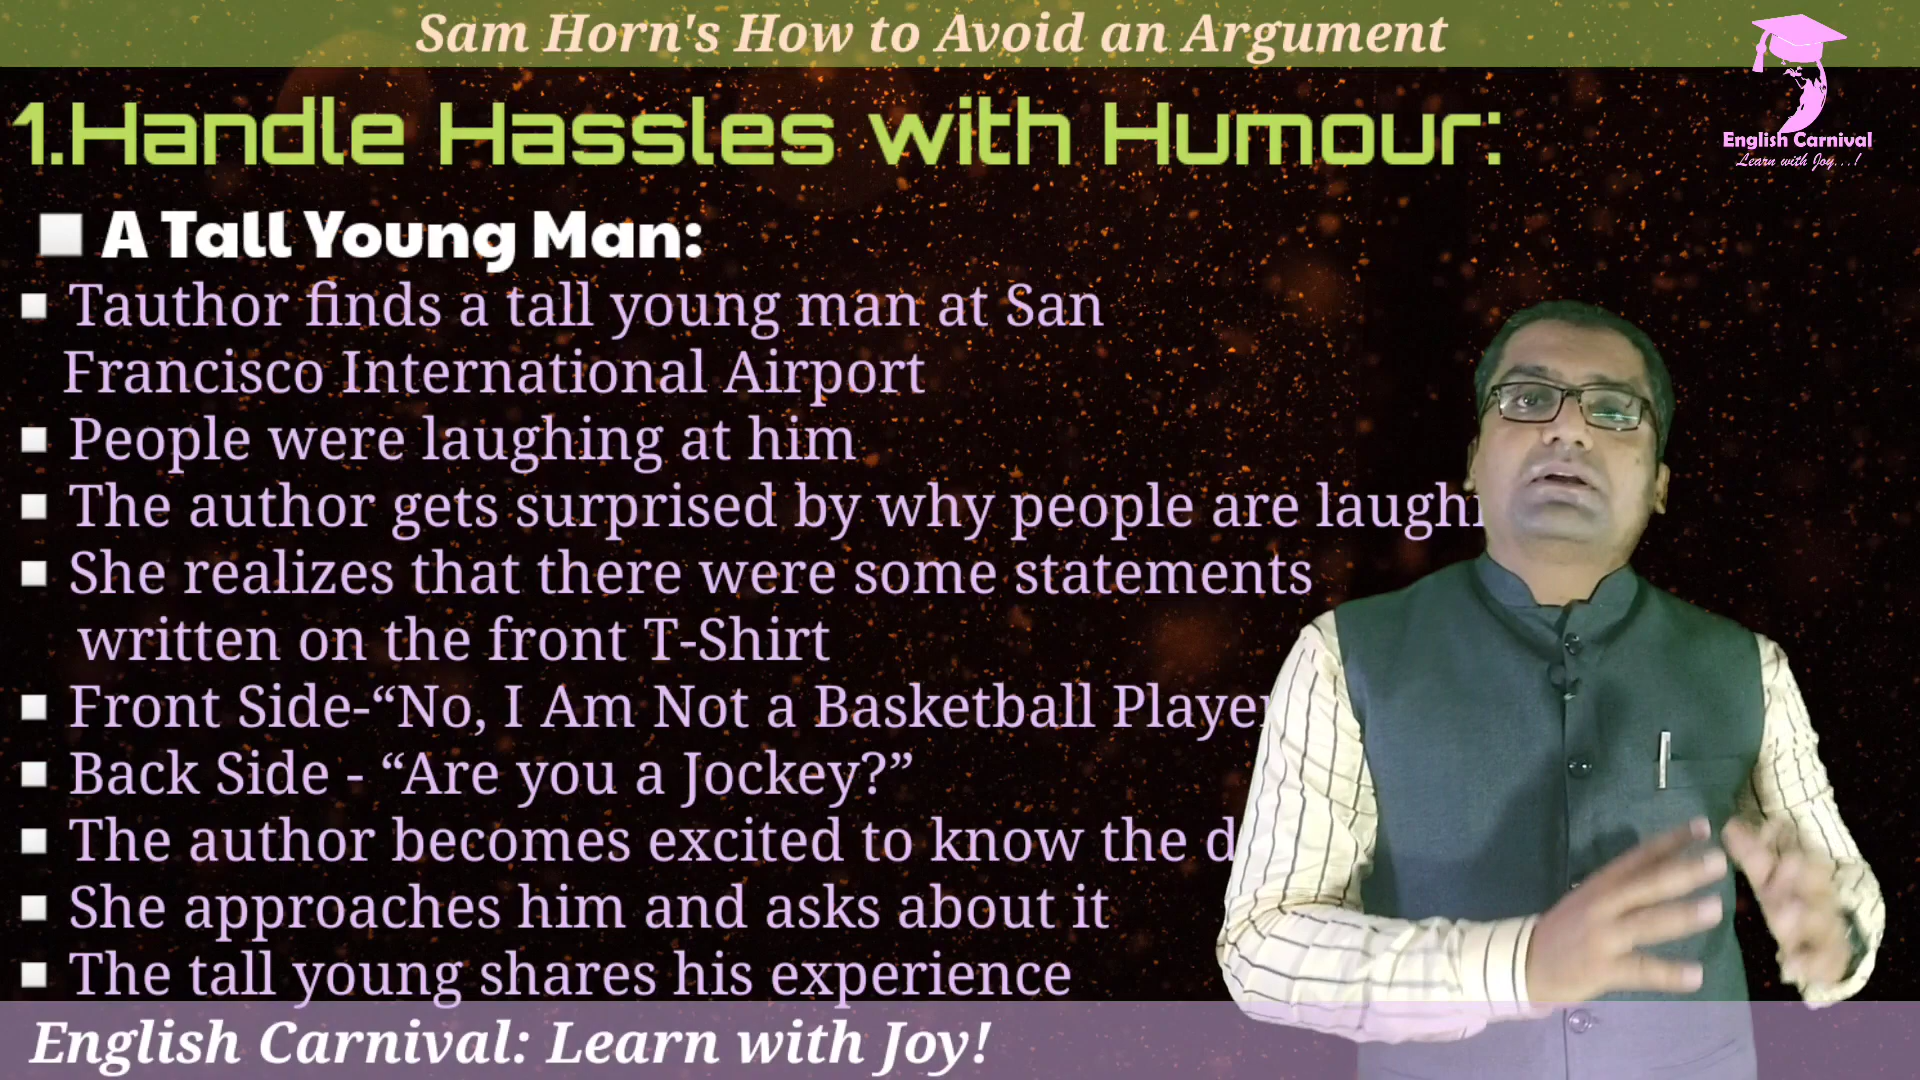 Sam Horn's How to Avoid an Argument
English Carnival
Learn with Joy...!
1.Handle Hassles with Humour:
A Tall Young Man:
Tauthor finds a tall young man at San
Francisco International Airport
People were laughing at him
The author gets surprised by why people are
She realizes that there were some statements
written on the front T-Shirt
Front Side-“No, I Am Not a Basketball
Back Side - “Are you a Jockey?”
The author becomes excited to know the
She approaches him and asks about it
The tall young shares his experience
English Carnival: Learn with Joy!